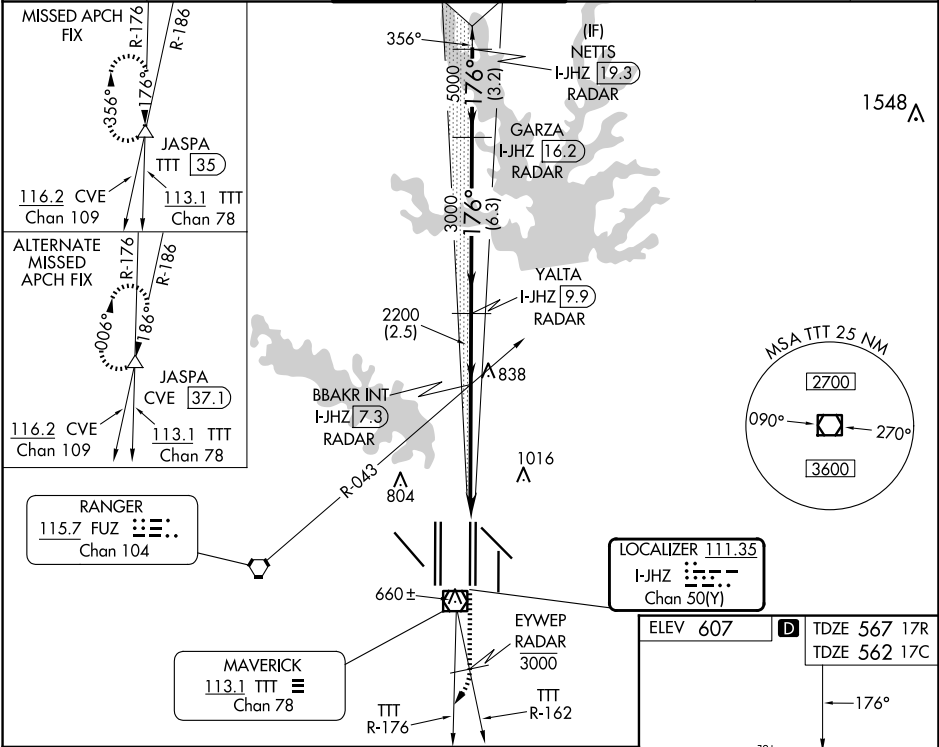 MISSED APCH
FIX
R-176
R-186
356°
176°
JASPA
TTT 35
116.2 CVE
Chan 109
113.1 TTT
Chan 78
ALTERNATE
MISSED
APCH FIX
R-176
R-186
006°
186°
JASPA
CVE 37.1
116.2 CVE
Chan 109
113.1 TTT
Chan 78
356°
(IF)
NETTS
I-JHZ 19.3
RADAR
5000
176°
(3.2)
GARZA
I-JHZ 16.2
RADAR
3000
176°
(6.3)
YALTA
I-JHZ 9.9
RADAR
2200
(2.5)
BBAKR INT
I-JHZ 7.3
RADAR
838
1548
MSA TTT 25 NM
2700
090°
270°
3600
R-043
804
1016
RANGER
115.7 FUZ
Chan 104
LOCALIZER 111.35
I-JHZ
Chan 50(Y)
660±
MAVERICK
113.1 TTT
Chan 78
EYWEP
RADAR
3000
TTT
R-176
TTT
R-162
ELEV 607
D
TDZE 567 17R
TDZE 562 17C
176°